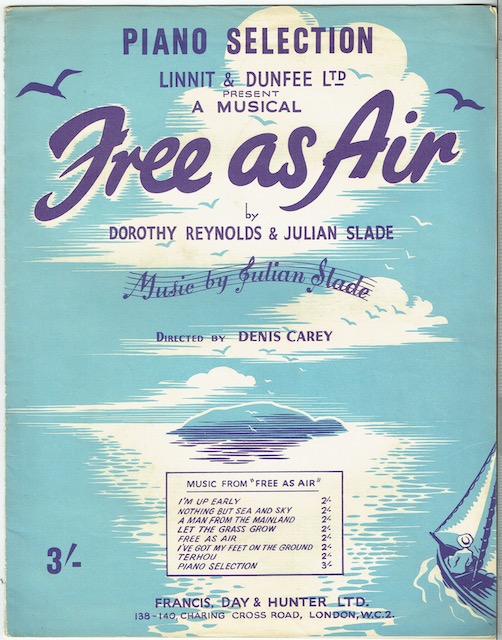 PIANO SELECTION
LINNIT & DUNFEE LTD
PRESENT
A MUSICAL
Free as Air
by
DOROTHY REYNOLDS & JULIAN SLADE
Music by Julian Slade
DIRECTED BY DENIS CAREY
MUSIC FROM "FREE AS AIR"
I'M UP EARLY 2/-
NOTHING BUT SEA AND SKY 2/-
A MAN FROM THE MAINLAND 2/-
LET THE GRASS GROW 2/-
FREE AS AIR 2/-
I'VE GOT MY FEET ON THE GROUND 2/-
TERHOU 2/-
PIANO SELECTION 3/-
3/-
FRANCIS, DAY & HUNTER LTD.
138-140, CHARING CROSS ROAD, LONDON, W.C.2.